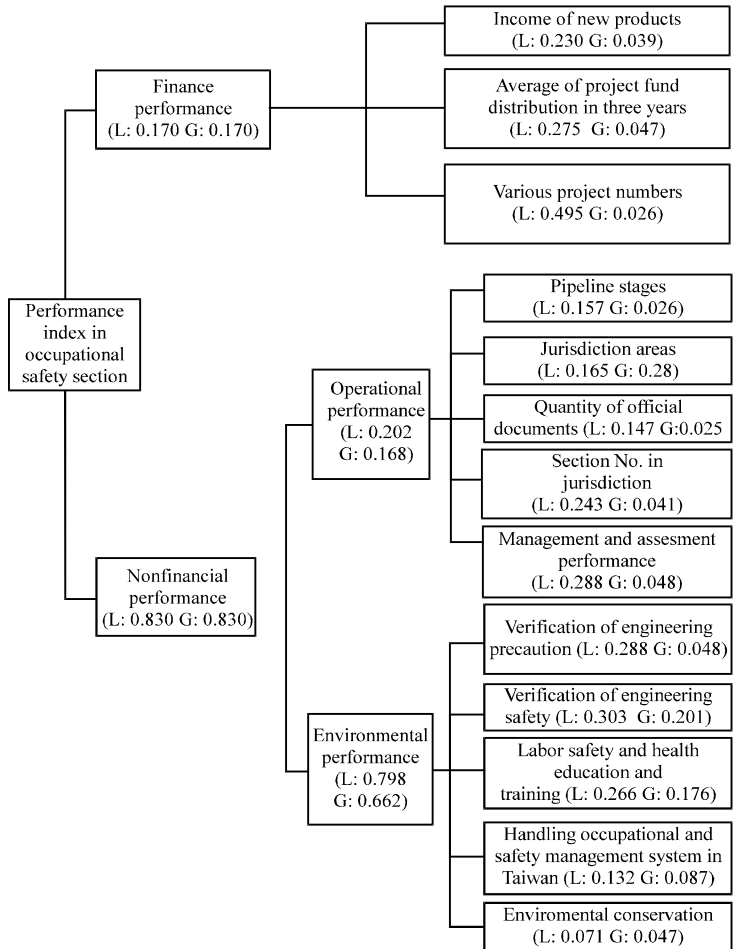 Income of new products
(L: 0.230 G: 0.039)
Finance
performance
(L: 0.170 G: 0.170)
Average of project fund
distribution in three years
(L: 0.275 G: 0.047)
Various project numbers
(L: 0.495 G: 0.026)
Performance
index in
occupational
safety section
Nonfinancial
performance
(L: 0.830 G: 0.830)
Operational
performance
(L: 0.202
G: 0.168)
Pipeline stages
(L: 0.157 G: 0.026)
Jurisdiction areas
(L: 0.165 G: 0.28)
Quantity of official
documents (L: 0.147 G:0.025
Section No. in
jurisdiction
(L: 0.243 G: 0.041)
Management and assesment
performance
(L: 0.288 G: 0.048)
Environmental
performance
(L: 0.798
G: 0.662)
Verification of engineering
precaution (L: 0.288 G: 0.048)
Verification of engineering
safety (L: 0.303 G: 0.201)
Labor safety and health
education and
training (L: 0.266 G: 0.176)
Handling occupational and
safety management system in
Taiwan (L: 0.132 G: 0.087)
Enviromental conservation
(L: 0.071 G: 0.047)